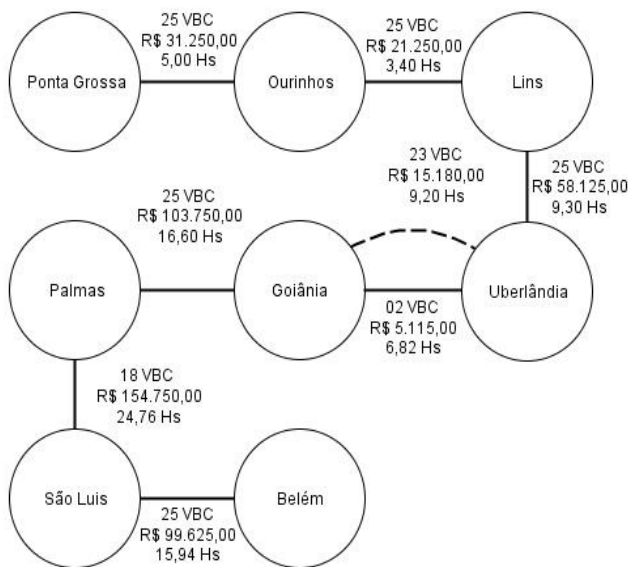 25 VBC
R$ 31.250,00
5,00 Hs
25 VBC
R$ 21.250,00
3,40 Hs
Ponta Grossa
Ourinhos
Lins
23 VBC
R$ 15.180,00
9,20 Hs
25 VBC
R$ 58.125,00
9,30 Hs
25 VBC
R$ 103.750,00
16,60 Hs
Palmas
Goiânia
Uberlândia
02 VBC
R$ 5.115,00
6,82 Hs
18 VBC
R$ 154.750,00
24,76 Hs
São Luis
Belém
25 VBC
R$ 99.625,00
15,94 Hs